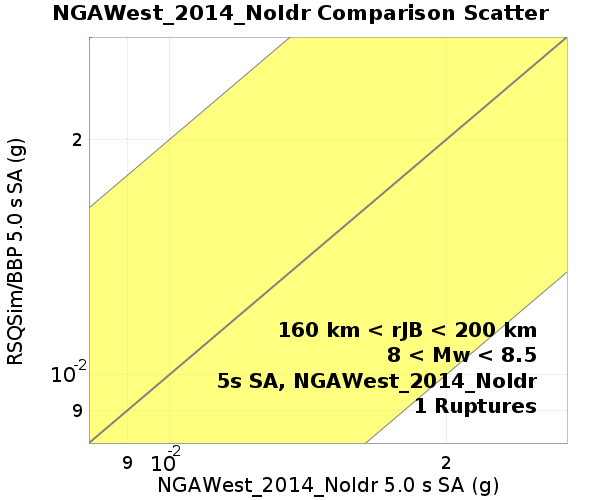 NGAWest_2014_NoIdr Comparison Scatter
RSQSim/BBP 5.0 s SA (g)
2
10-2
9
160 km < rJB < 200 km
8 < Mw < 8.5
5s SA, NGAWest_2014_NoIdr
1 Ruptures
9 10-2 2
NGAWest_2014_NoIdr 5.0 s SA (g)